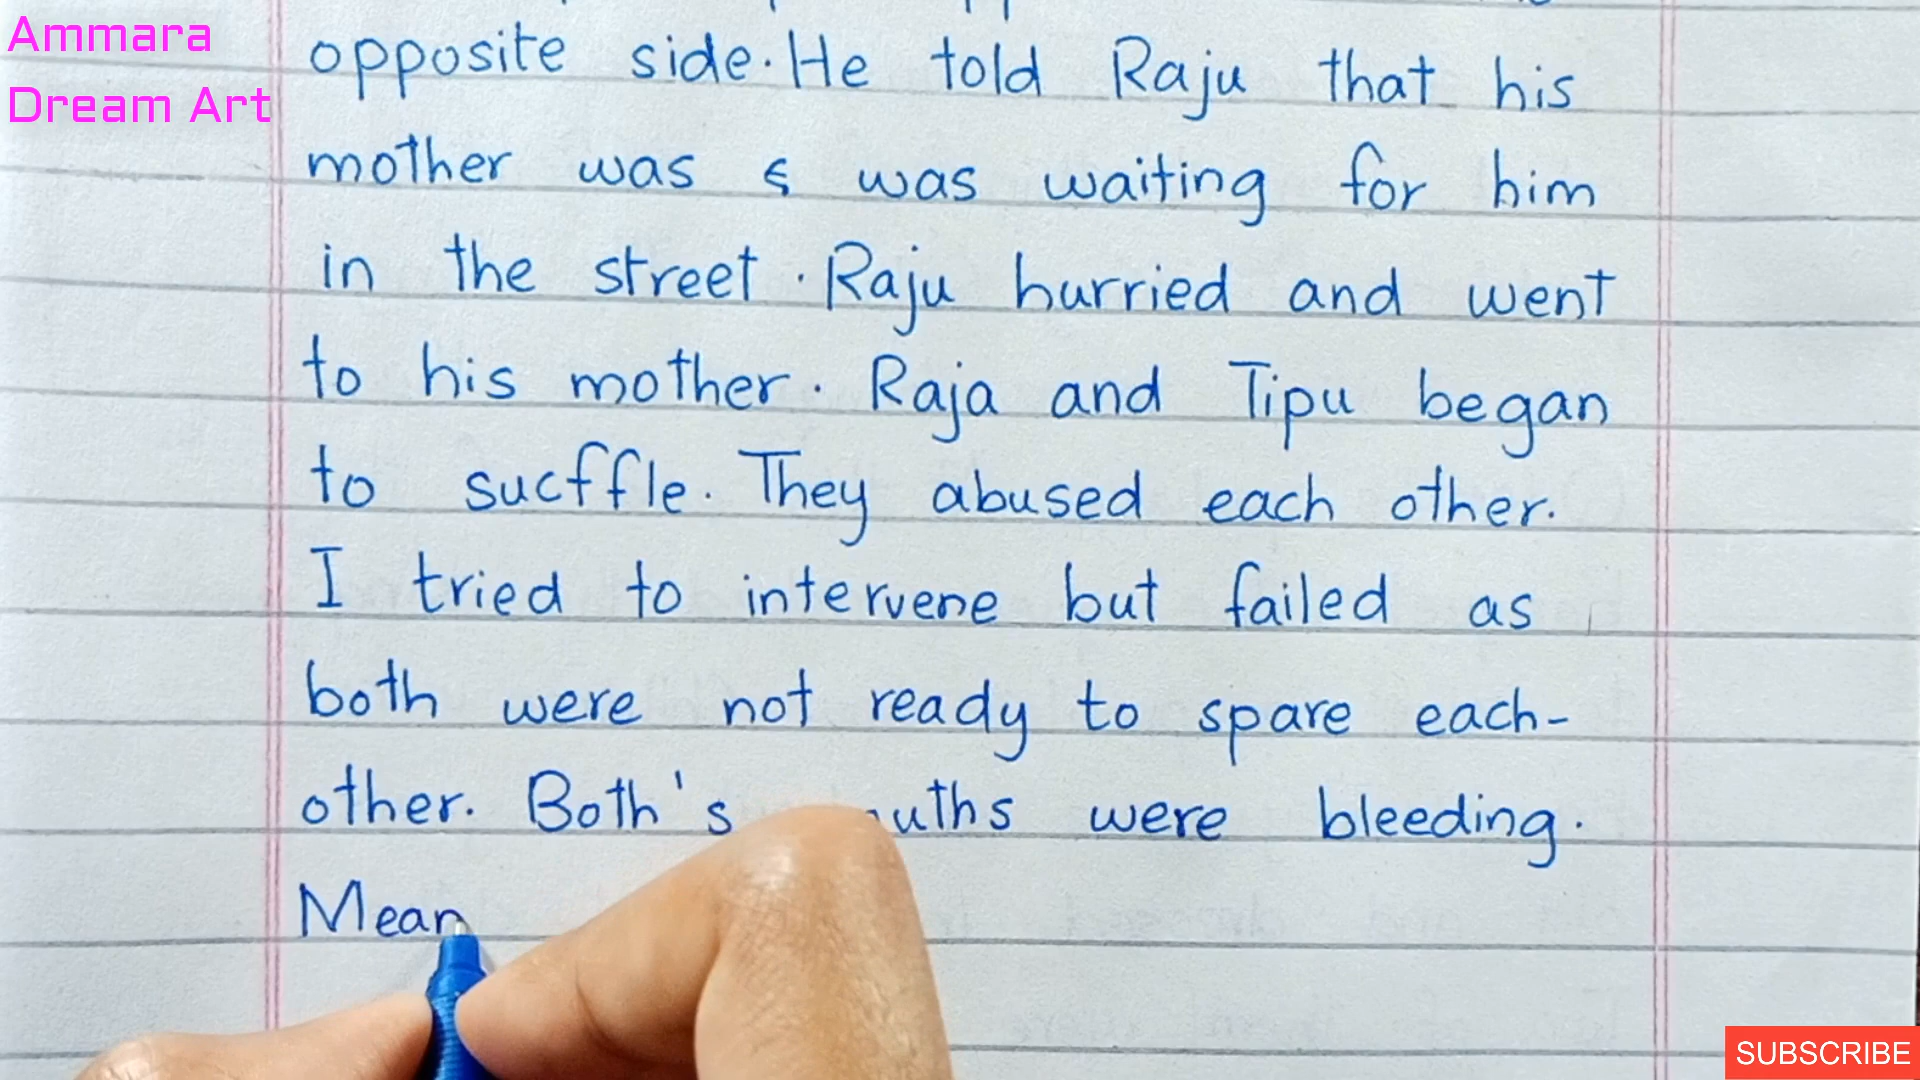 Ammara
Dream Art
opposite side. He told Raju that his
mother was & was waiting for him
in the street. Raju hurried and went
to his mother. Raja and Tipu began
to sucffle. They abused each other.
I tried to intervene but failed as
both were not ready to spare each-
other. Both's uths were bleeding.
Mean
SUBSCRIBE